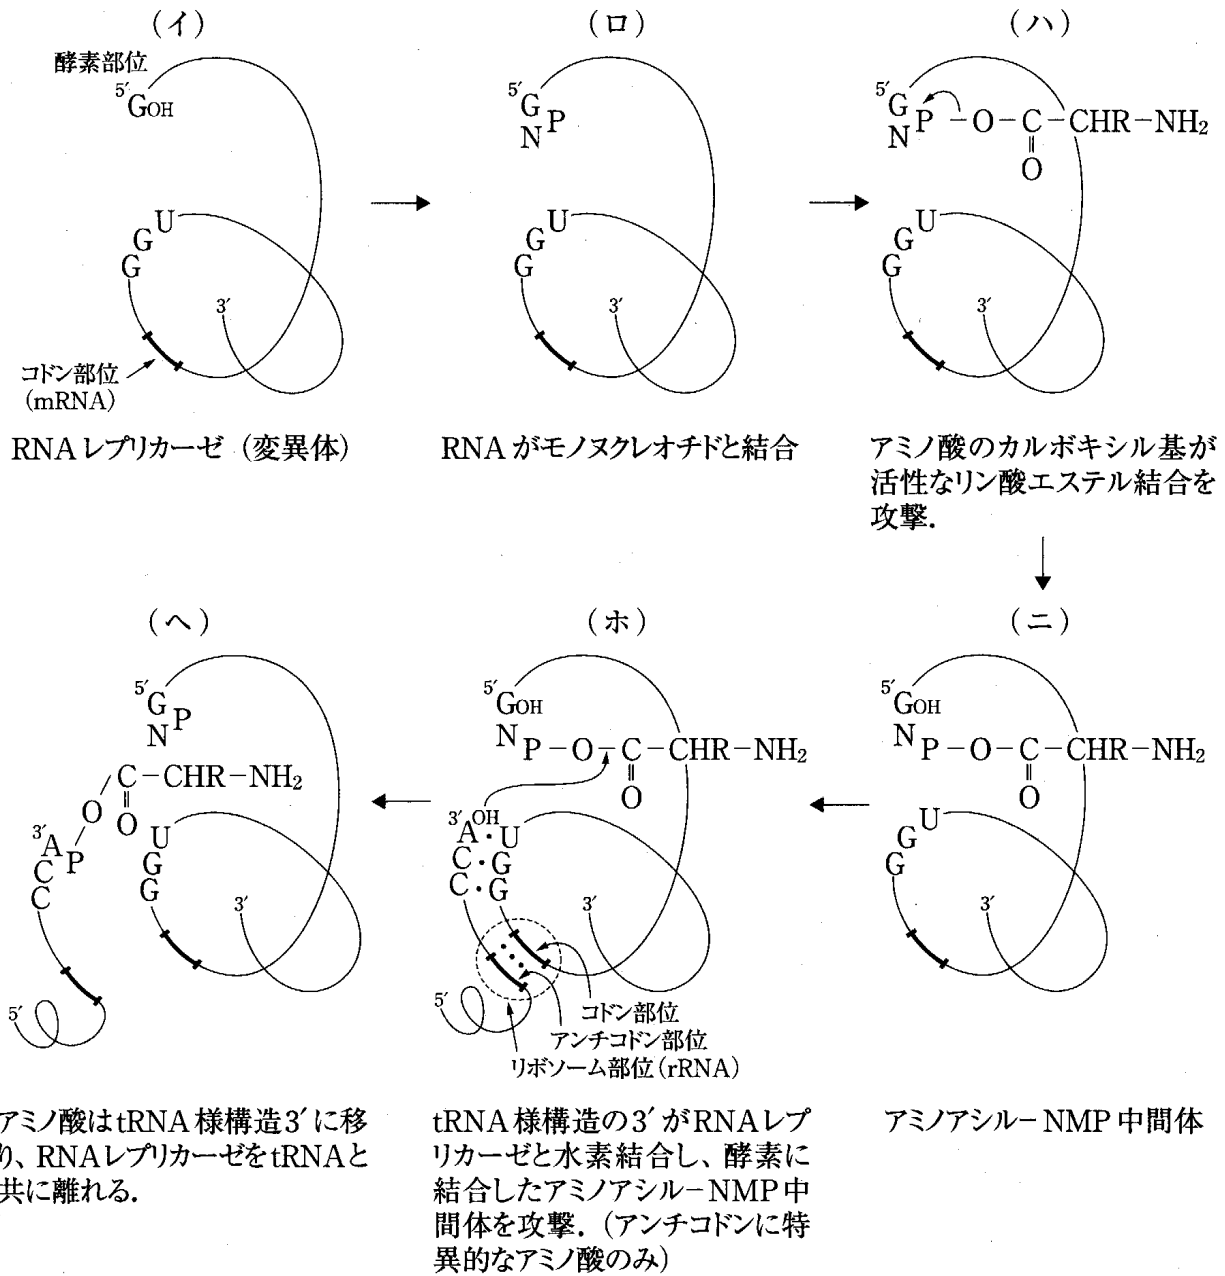 (イ)
酵素部位
5′GOH
U
G
G
3′
コドン部位
(mRNA)
RNAレプリカーゼ（変異体）
(ロ)
5′G
N P
U
G
G
3′
RNAがモノヌクレオチドと結合
(ハ)
5′G
N P－O－C－CHR－NH2
O
U
G
G
3′
アミノ酸のカルボキシル基が
活性なリン酸エステル結合を
攻撃．
(ニ)
5′GOH
N P－O－C－CHR－NH2
O
U
G
G
3′
アミノアシル－NMP中間体
(ホ)
5′GOH
N P－O－C－CHR－NH2
O
3′AOH・U
C・G
C・G
3′
5′
コドン部位
アンチコドン部位
リボソーム部位(rRNA)
tRNA様構造の3′がRNAレプ
リカーゼと水素結合し、酵素に
結合したアミノアシル－NMP中
間体を攻撃．（アンチコドンに特
異的なアミノ酸のみ）
(ヘ)
5′G
N P
C－CHR－NH2
O
O
3′A P U
C G
C G
3′
5′
アミノ酸はtRNA様構造3′に移
り、RNAレプリカーゼをtRNAと
共に離れる．